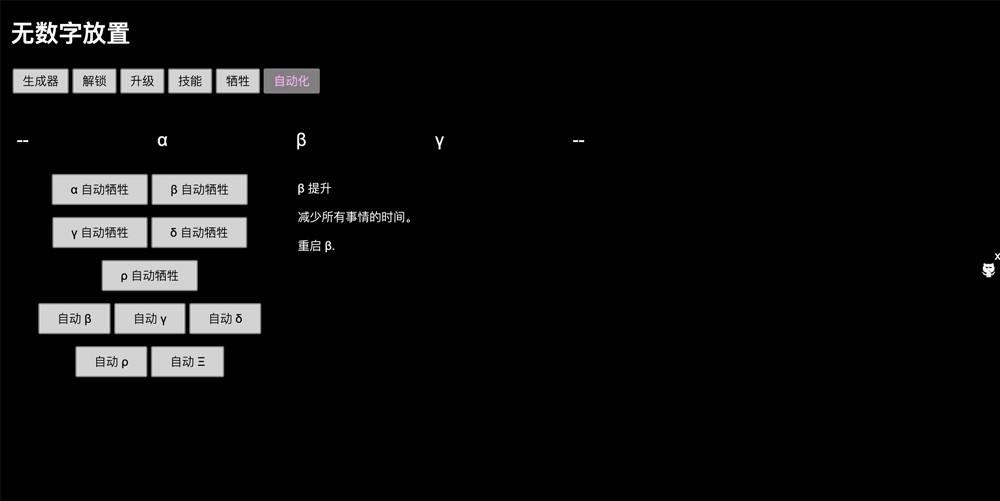 无数字放置
生成器 解锁 升级 技能 牺牲 自动化
-- α β γ --
α 自动牺牲 β 自动牺牲
β 提升
γ 自动牺牲 δ 自动牺牲
减少所有事情的时间。
重启 β.
ρ 自动牺牲
自动 β 自动 γ 自动 δ
自动 ρ 自动 Ξ
x